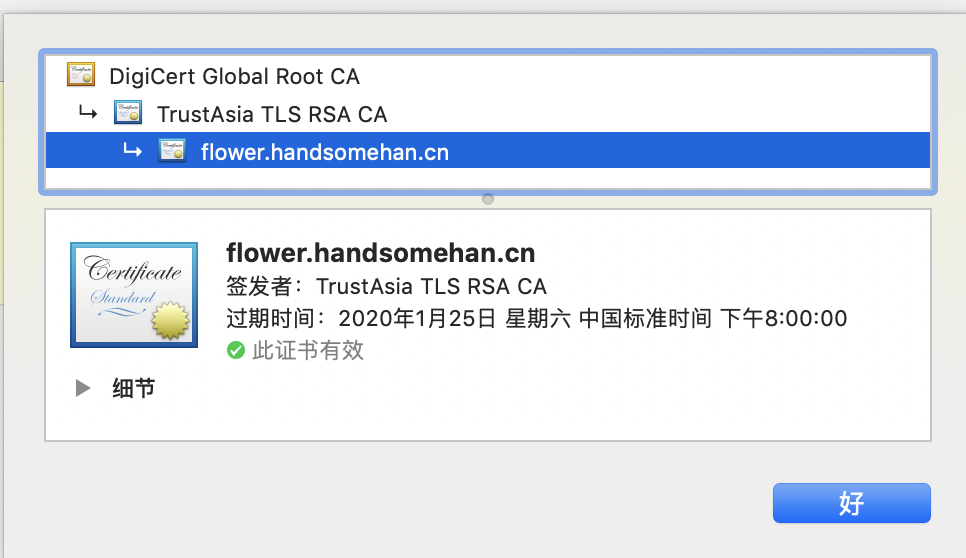 DigiCert Global Root CA
TrustAsia TLS RSA CA
flower.handsomehan.cn
Certificate
Standard
flower.handsomehan.cn
签发者：TrustAsia TLS RSA CA
过期时间：2020年1月25日 星期六 中国标准时间 下午8:00:00
此证书有效
细节
好